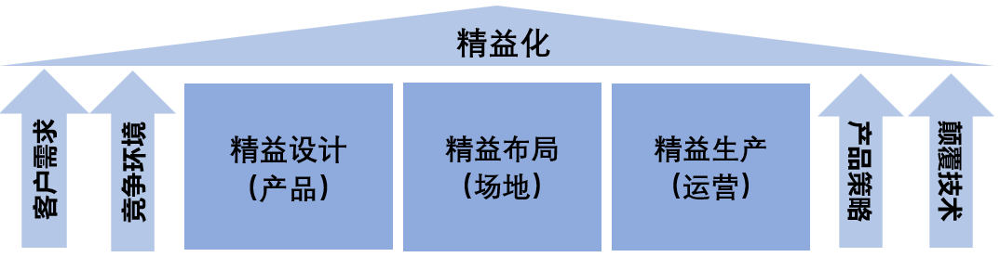 精益化
客户需求
竞争环境
精益设计
（产品）
精益布局
（场地）
精益生产
（运营）
产品策略
颠覆技术